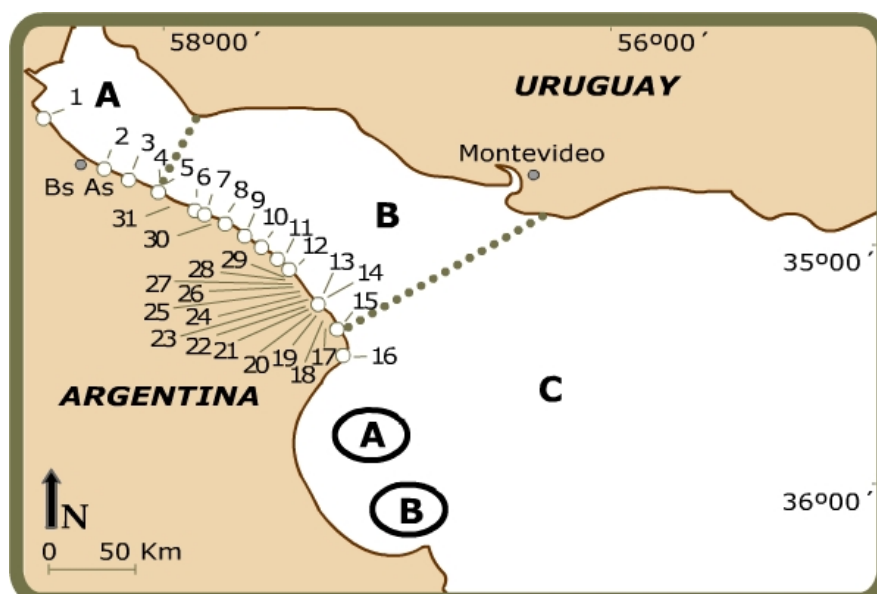 58º00´
56º00´
URUGUAY
A
1
Montevideo
2
3
4
5
6
7
8
9
10
11
12
13
14
15
16
Bs As
B
31
30
29
28
27
26
25
24
23
22
21
20
19
18
17
35º00´
ARGENTINA
C
A
B
36º00´
N
0 50 Km